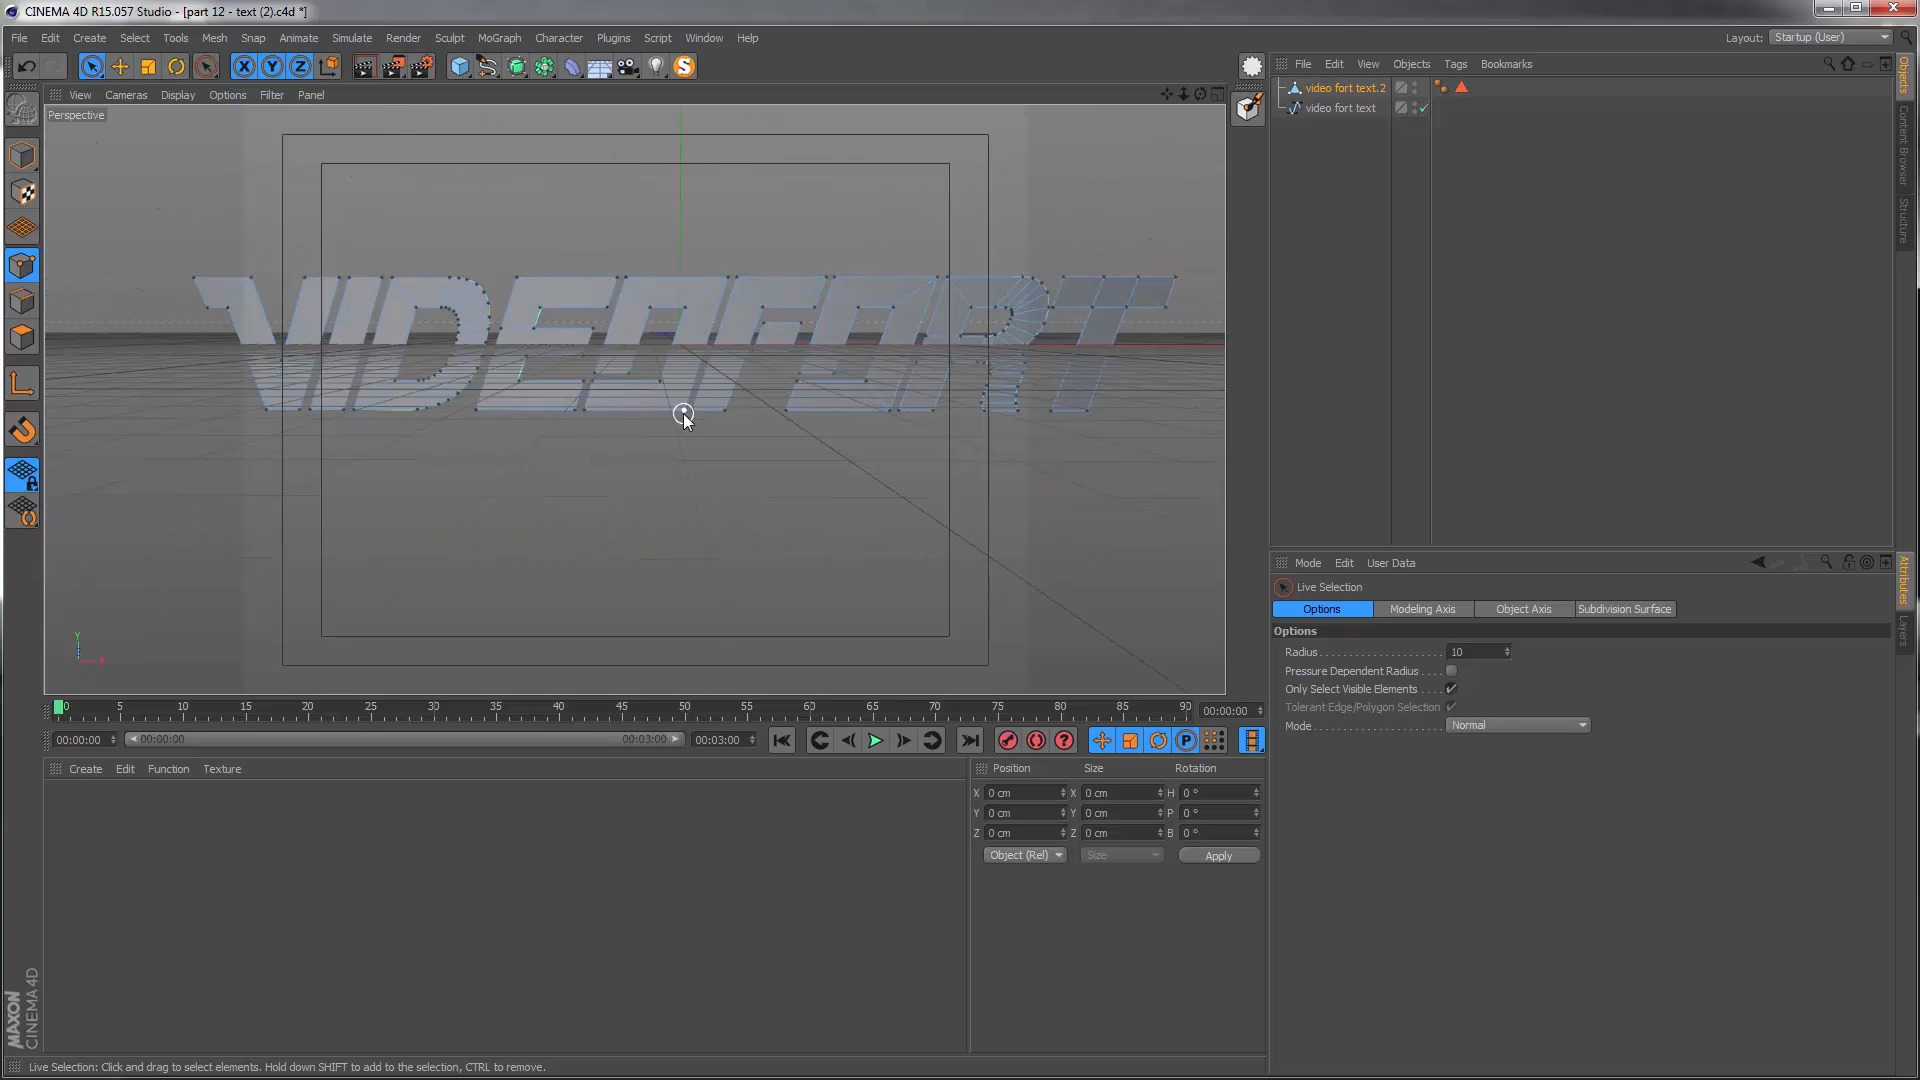 CINEMA 4D R15.057 Studio - [part 12 - text (2).c4d *]
File Edit Create Select Tools Mesh Snap Animate Simulate Render Sculpt MoGraph Character Plugins Script Window Help
Layout: Startup (User)
X Y Z S
View Cameras Display Options Filter Panel
File Edit View Objects Tags Bookmarks
Perspective
video fort text.2
video fort text
Objects
Content Browser
Structure
VIDEOFORT
Y
X
Mode Edit User Data
Live Selection
Options Modeling Axis Object Axis Subdivision Surface
Options
Radius 10
Pressure Dependent Radius
Only Select Visible Elements
Tolerant Edge/Polygon Selection
Mode Normal
Attributes
Layers
0 5 10 15 20 25 30 35 40 45 50 55 60 65 70 75 80 85 90 00:00:00
00:00:00 00:00:00 00:03:00 00:03:00 ? P
Create Edit Function Texture
Position Size Rotation
X 0 cm X 0 cm H 0 °
Y 0 cm Y 0 cm P 0 °
Z 0 cm Z 0 cm B 0 °
Object (Rel) Size Apply
MAXON
CINEMA 4D
Live Selection: Click and drag to select elements. Hold down SHIFT to add to the selection, CTRL to remove.